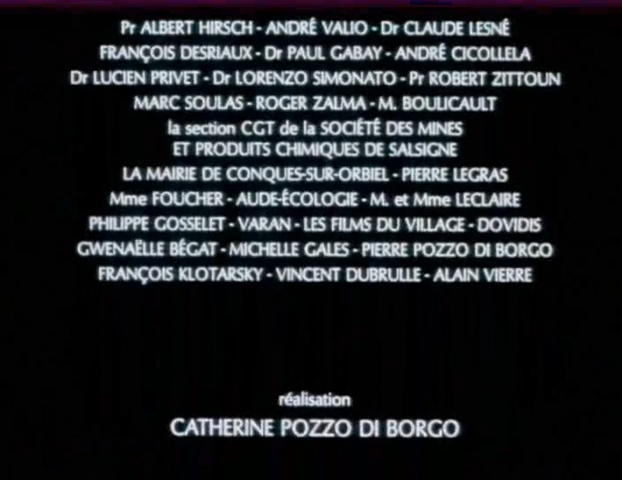 Pr ALBERT HIRSCH - ANDRÉ VALIO - Dr CLAUDE LESNÉ
FRANÇOIS DESRIAUX - Dr PAUL GABAY - ANDRÉ CICOLLELA
Dr LUCIEN PRIVET - Dr LORENZO SIMONATO - Pr ROBERT ZITTOUN
MARC SOULAS - ROGER ZALMA - M. BOULICAULT
la section CGT de la SOCIÉTÉ DES MINES
ET PRODUITS CHIMIQUES DE SALSIGNE
LA MAIRIE DE CONQUES-SUR-ORBIEL - PIERRE LEGRAS
Mme FOUCHER - AUDE-ÉCOLOGIE - M. et Mme LECLAIRE
PHILIPPE GOSSELET - VARAN - LES FILMS DU VILLAGE - DOVIDIS
GWENAËLLE BÉGAT - MICHELLE GALES - PIERRE POZZO DI BORGO
FRANÇOIS KLOTARSKY - VINCENT DUBRULLE - ALAIN VIERRE
réalisation
CATHERINE POZZO DI BORGO